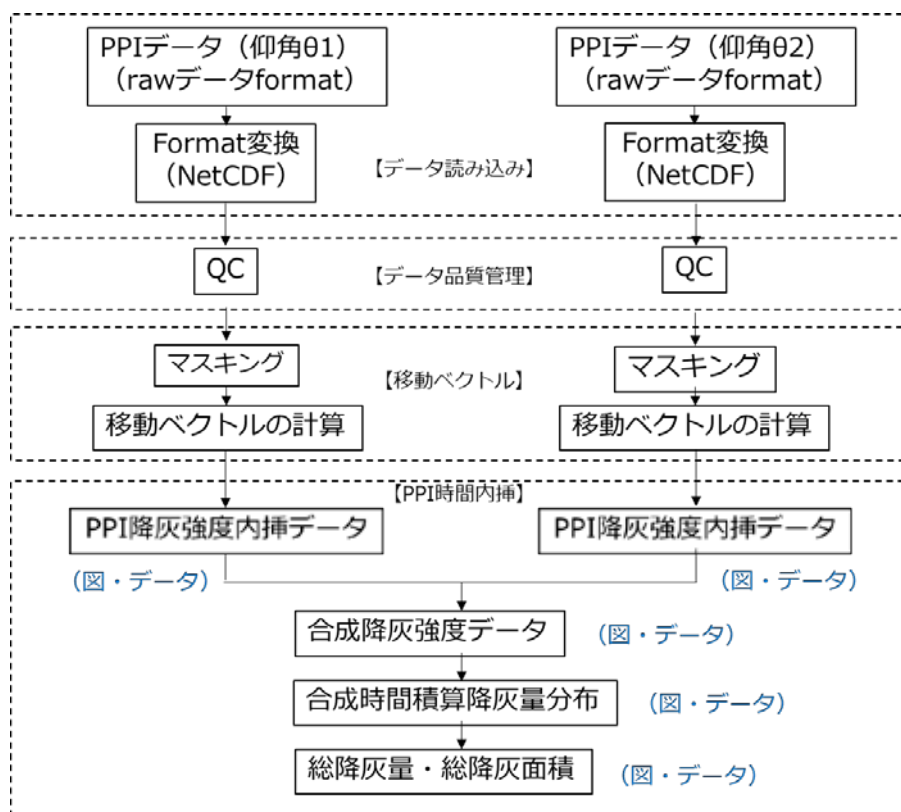 PPIデータ（仰角θ1）
（rawデータformat）
PPIデータ（仰角θ2）
（rawデータformat）
Format変換
（NetCDF）
【データ読み込み】
Format変換
（NetCDF）
QC
【データ品質管理】
QC
マスキング
【移動ベクトル】
マスキング
移動ベクトルの計算
移動ベクトルの計算
【PPI時間内挿】
PPI降灰強度内挿データ
PPI降灰強度内挿データ
（図・データ）
（図・データ）
合成降灰強度データ
（図・データ）
合成時間積算降灰量分布
（図・データ）
総降灰量・総降灰面積
（図・データ）